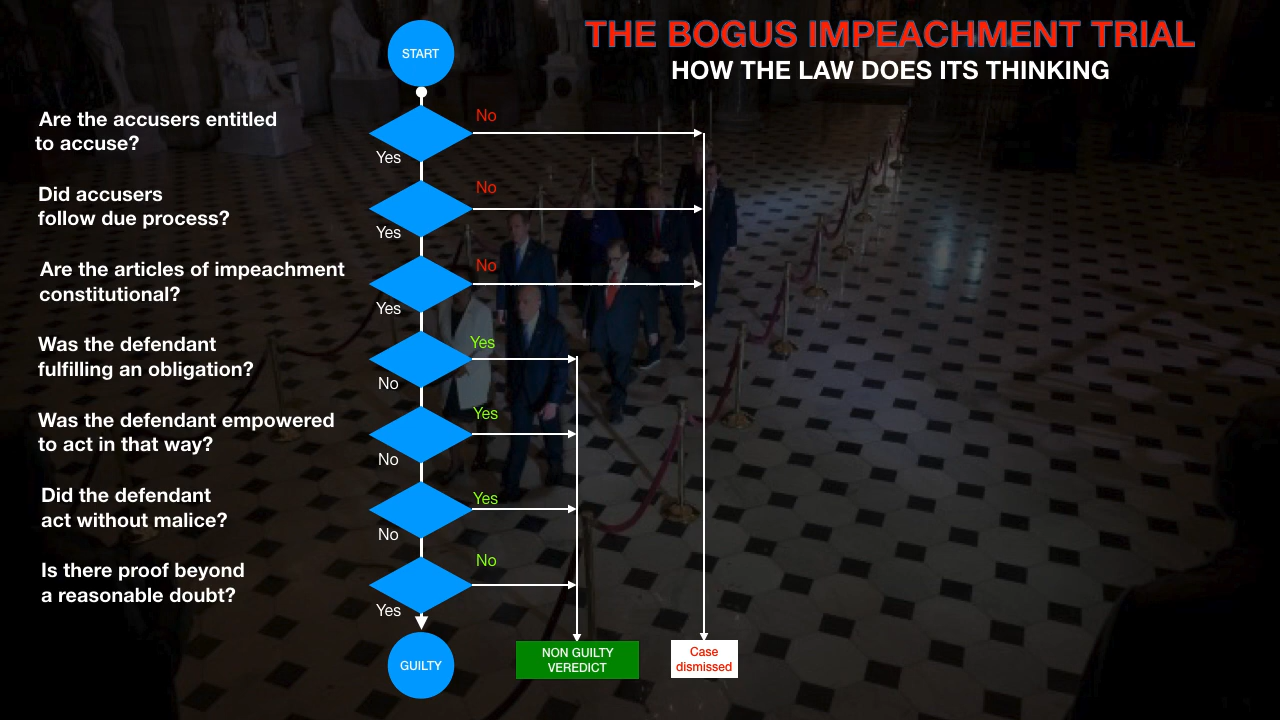 THE BOGUS IMPEACHMENT TRIAL
HOW THE LAW DOES ITS THINKING
START
Are the accusers entitled
to accuse?
No
Yes
Did accusers
follow due process?
No
Yes
Are the articles of impeachment
constitutional?
No
Yes
Was the defendant
fulfilling an obligation?
Yes
No
Was the defendant empowered
to act in that way?
Yes
No
Did the defendant
act without malice?
Yes
No
Is there proof beyond
a reasonable doubt?
No
Yes
GUILTY
NON GUILTY
VEREDICT
Case
dismissed